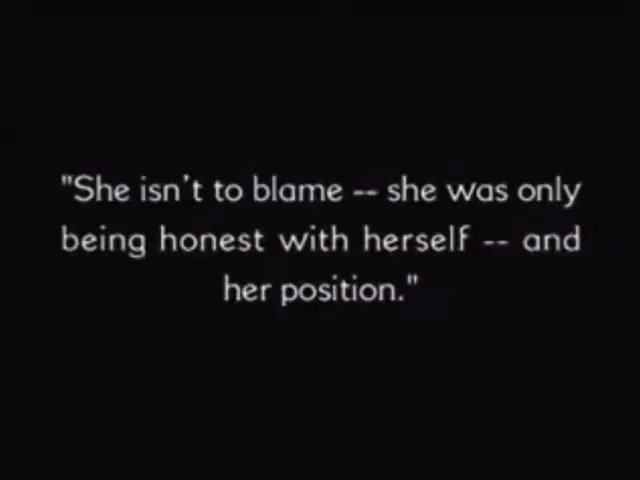 "She isn't to blame -- she was only
being honest with herself -- and
her position."